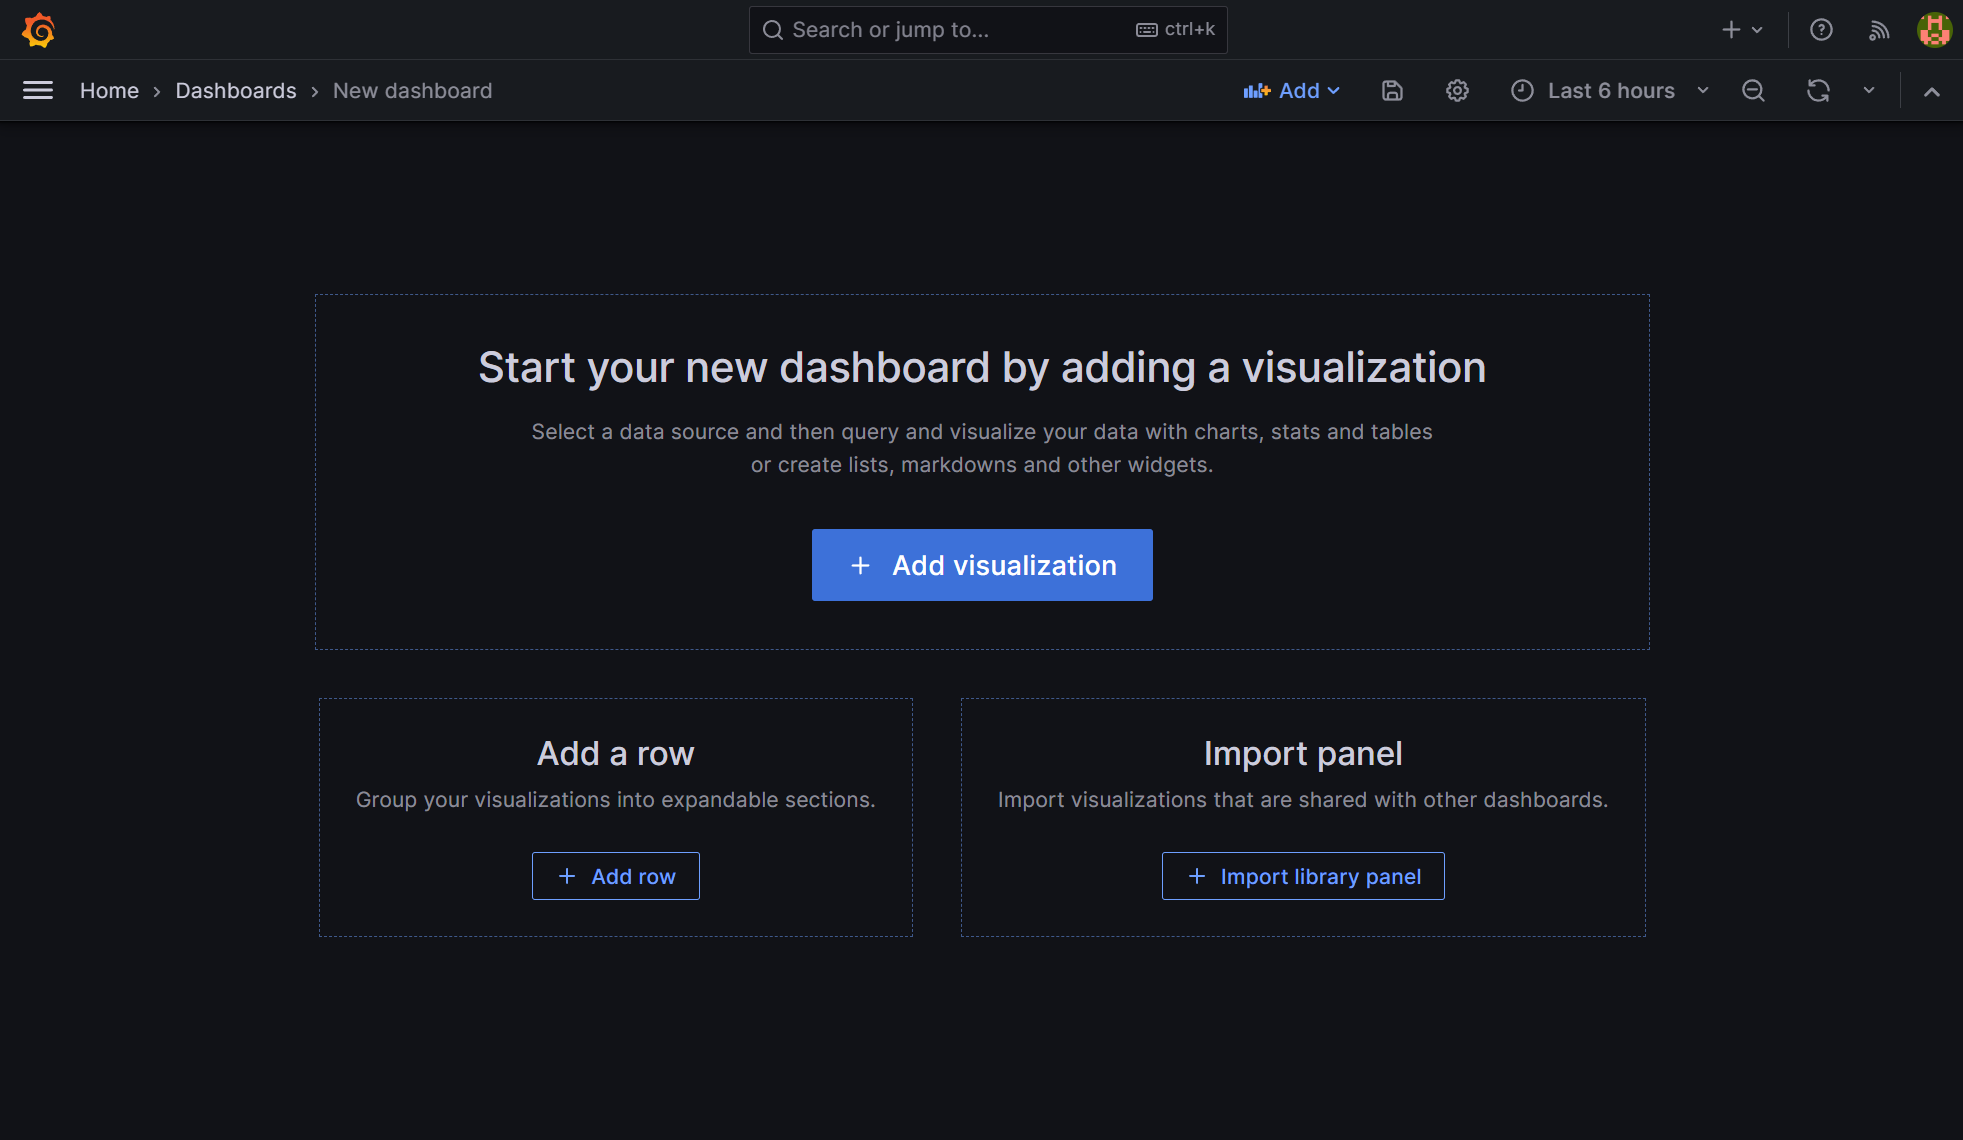 Search or jump to...
ctrl+k
Home › Dashboards › New dashboard
Add
Last 6 hours
Start your new dashboard by adding a visualization
Select a data source and then query and visualize your data with charts, stats and tables
or create lists, markdowns and other widgets.
+ Add visualization
Add a row
Group your visualizations into expandable sections.
+ Add row
Import panel
Import visualizations that are shared with other dashboards.
+ Import library panel